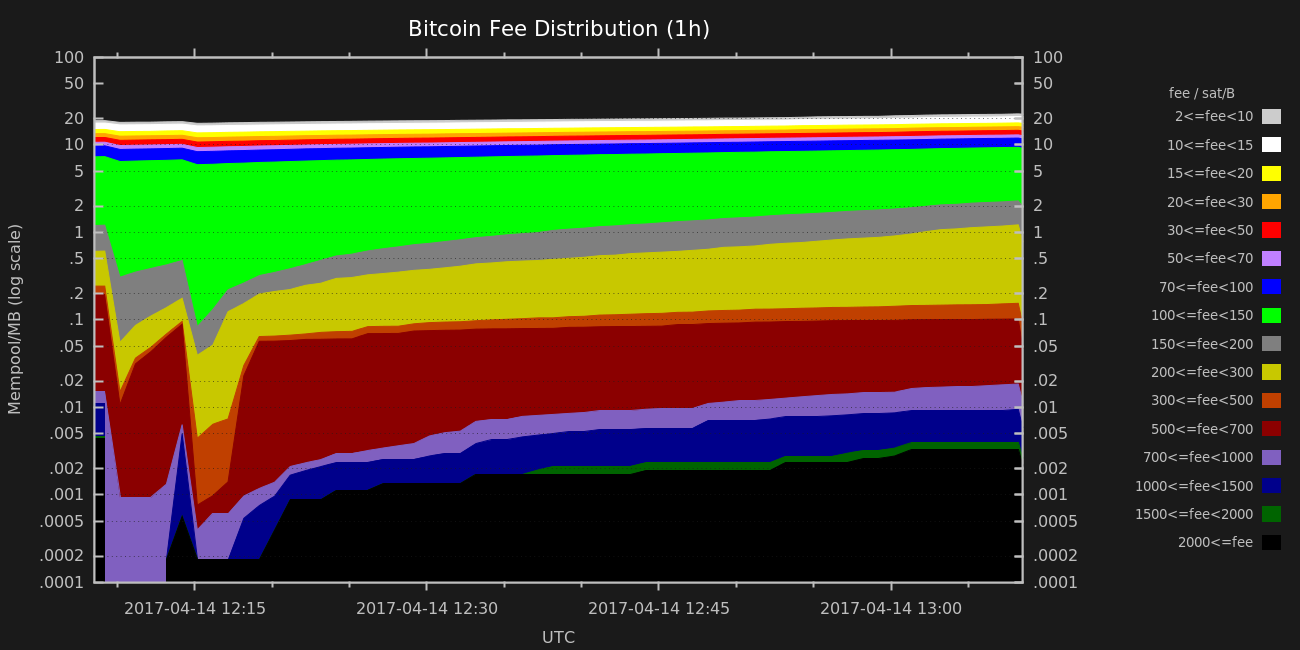 Bitcoin Fee Distribution (1h)
Mempool/MB (log scale)
100
50
20
10
5
2
1
.5
.2
.1
.05
.02
.01
.005
.002
.001
.0005
.0002
.0001
100
50
20
10
5
2
1
.5
.2
.1
.05
.02
.01
.005
.002
.001
.0005
.0002
.0001
fee / sat/B
2<=fee<10
10<=fee<15
15<=fee<20
20<=fee<30
30<=fee<50
50<=fee<70
70<=fee<100
100<=fee<150
150<=fee<200
200<=fee<300
300<=fee<500
500<=fee<700
700<=fee<1000
1000<=fee<1500
1500<=fee<2000
2000<=fee
2017-04-14 12:15 2017-04-14 12:30 2017-04-14 12:45 2017-04-14 13:00
UTC